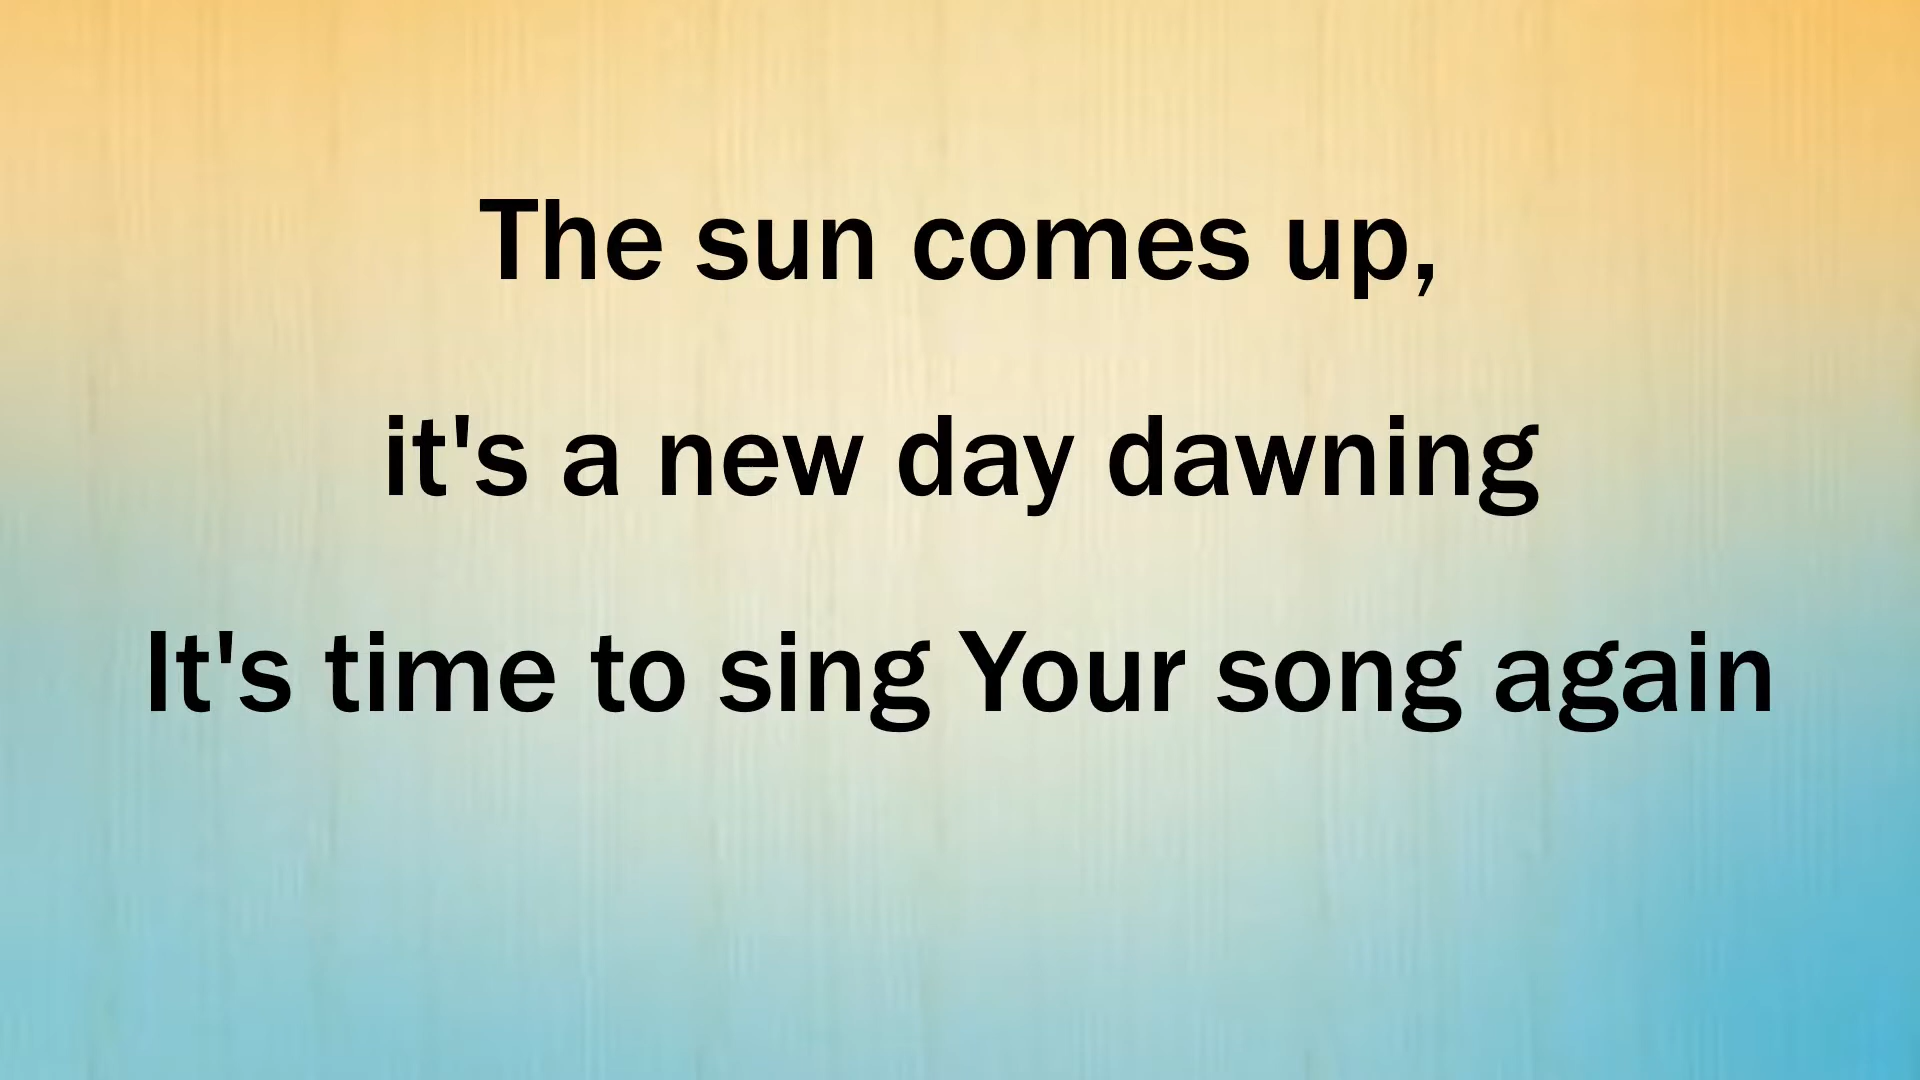 The sun comes up,
it's a new day dawning
It's time to sing Your song again